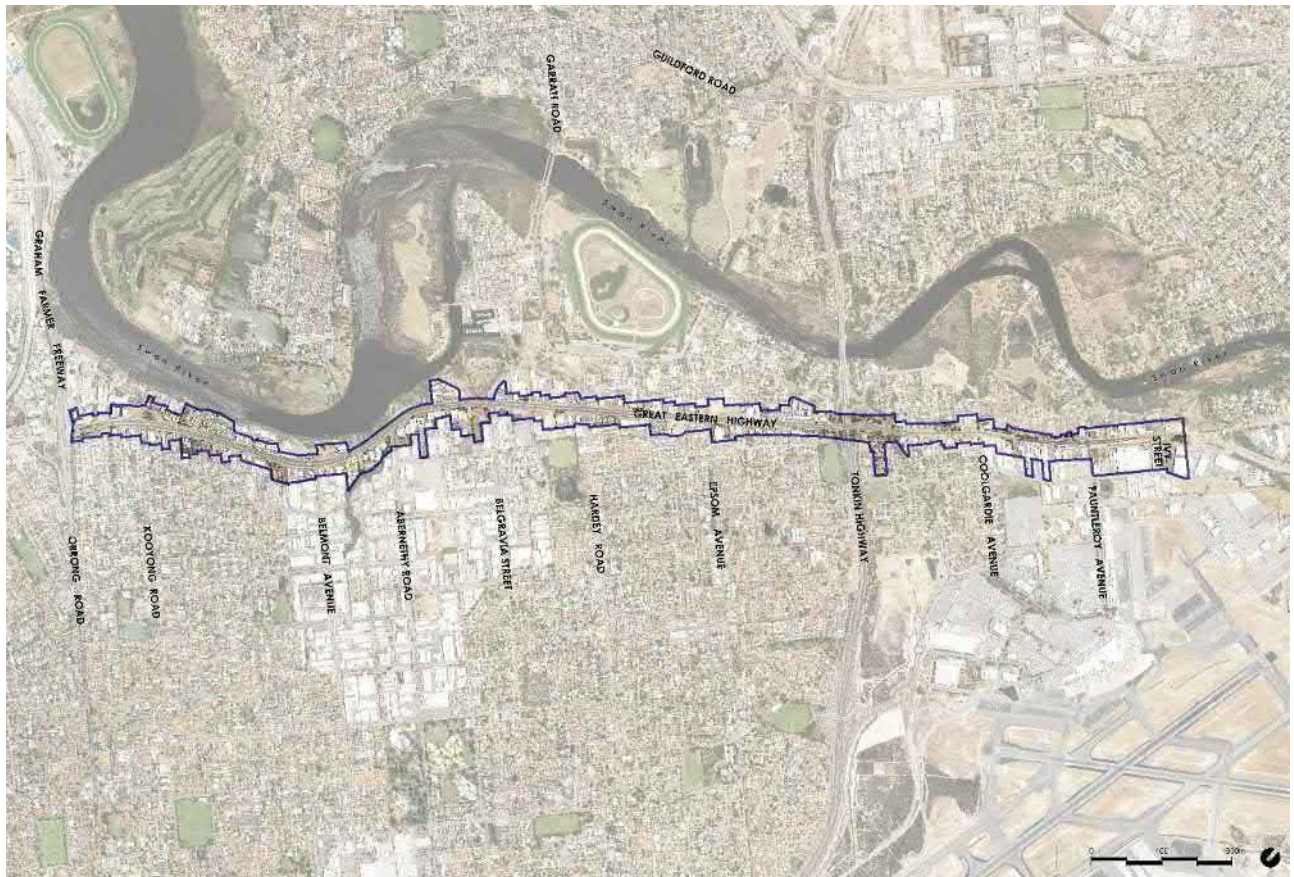 GUILDFORD ROAD
GARRATT ROAD
Swan River
GRAHAM FARMER FREEWAY
Swan River
Swan River
GREAT EASTERN HIGHWAY
IVY STREET
ORRONG ROAD
KOOYONG ROAD
BELMONT AVENUE
ABERNETHY ROAD
BELGRAVIA STREET
HARDEY ROAD
EPSOM AVENUE
TONKIN HIGHWAY
COOLGARDIE AVENUE
FAUNTLEROY AVENUE
0